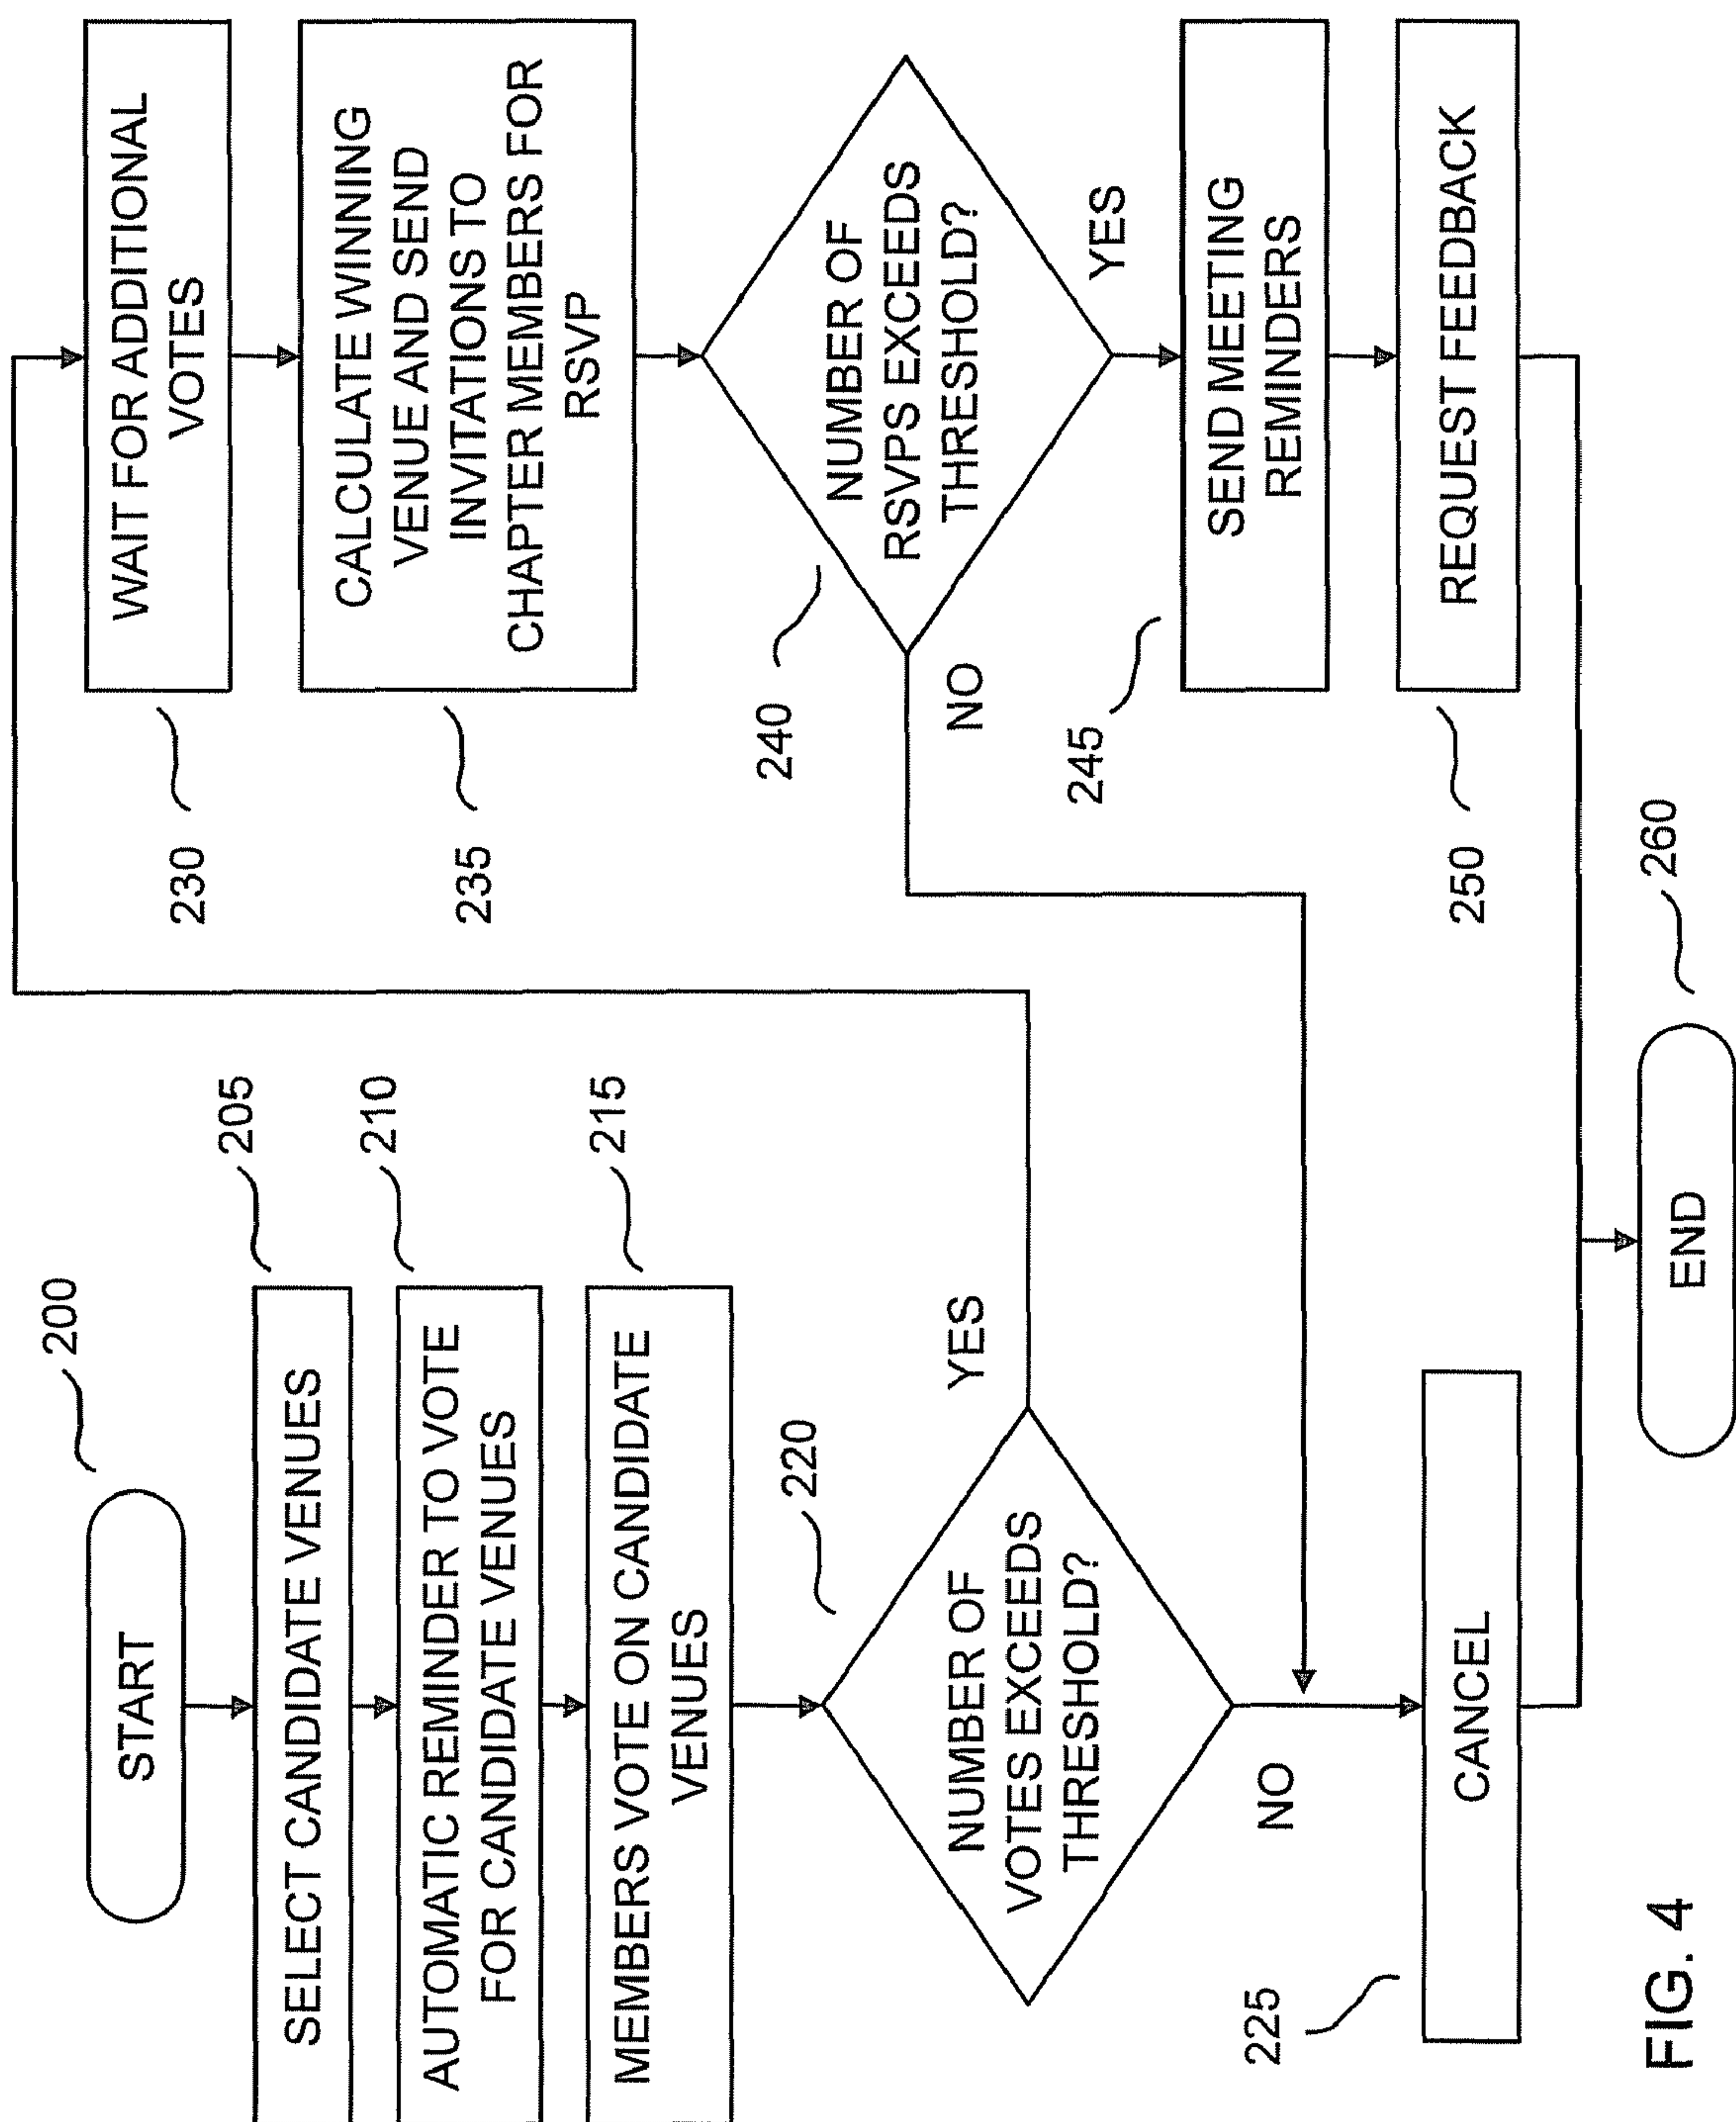 START
200
SELECT CANDIDATE VENUES
205
AUTOMATIC REMINDER TO VOTE
FOR CANDIDATE VENUES
210
MEMBERS VOTE ON CANDIDATE
VENUES
215
NUMBER OF
VOTES EXCEEDS
THRESHOLD?
220
YES
NO
225
CANCEL
WAIT FOR ADDITIONAL
VOTES
230
CALCULATE WINNING
VENUE AND SEND
INVITATIONS TO
CHAPTER MEMBERS FOR
RSVP
235
NUMBER OF
RSVPS EXCEEDS
THRESHOLD?
240
NO
YES
245
SEND MEETING
REMINDERS
250
REQUEST FEEDBACK
260
END
FIG. 4